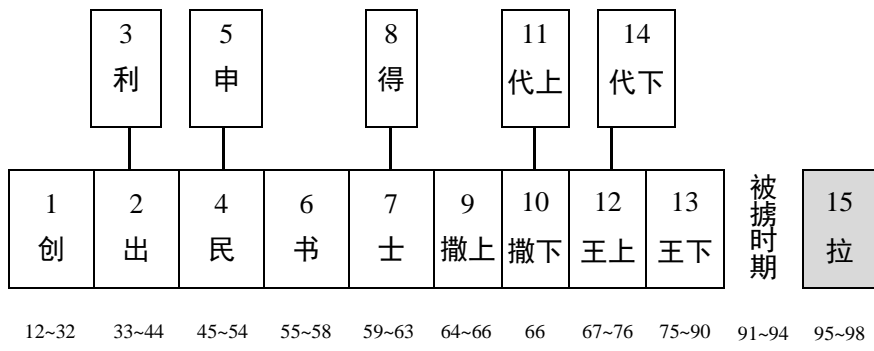 3 5 8 11 14
利 申 得 代上 代下
1 2 4 6 7 9 10 12 13 被掳时期 15
创 出 民 书 士 撒上 撒下 王上 王下 拉
12~32 33~44 45~54 55~58 59~63 64~66 66 67~76 75~90 91~94 95~98